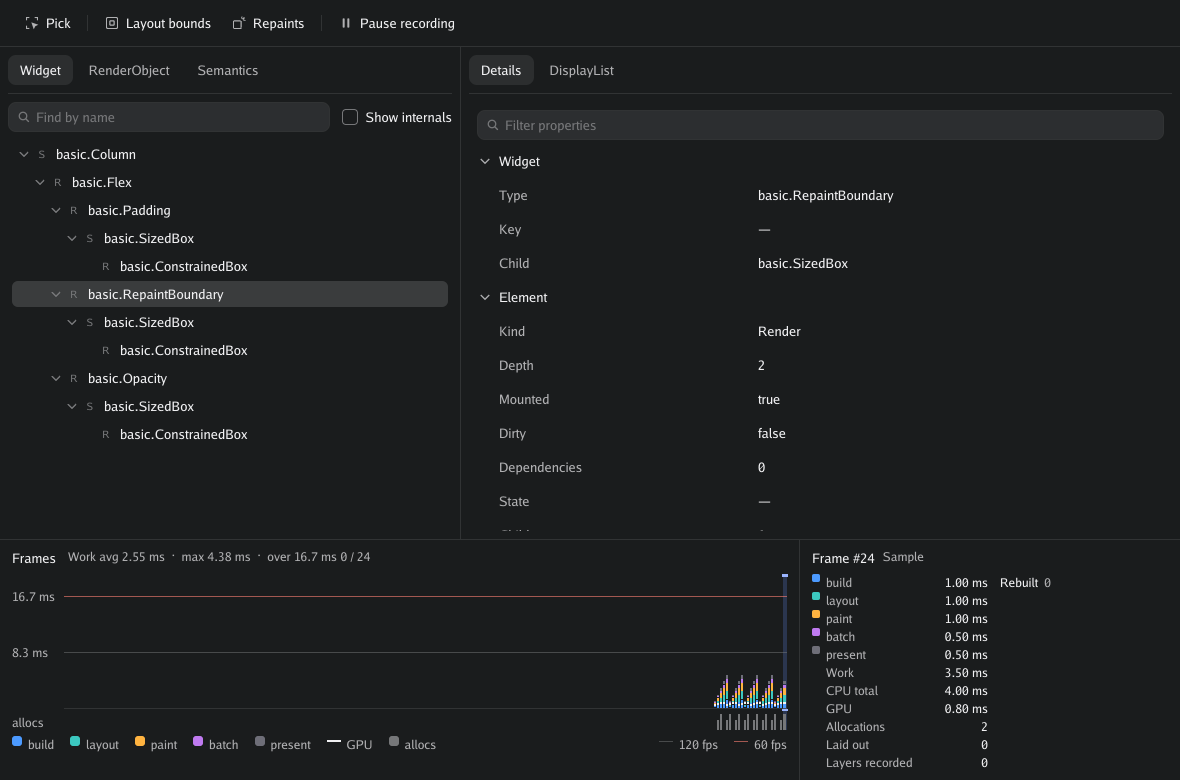 Pick Layout bounds Repaints Pause recording
Widget RenderObject Semantics
Find by name Show internals
S basic.Column
R basic.Flex
R basic.Padding
S basic.SizedBox
R basic.ConstrainedBox
R basic.RepaintBoundary
S basic.SizedBox
R basic.ConstrainedBox
R basic.Opacity
S basic.SizedBox
R basic.ConstrainedBox
Details DisplayList
Filter properties
Widget
Type basic.RepaintBoundary
Key —
Child basic.SizedBox
Element
Kind Render
Depth 2
Mounted true
Dirty false
Dependencies 0
State —
Frames Work avg 2.55 ms · max 4.38 ms · over 16.7 ms 0 / 24
16.7 ms
8.3 ms
allocs
build layout paint batch present GPU allocs 120 fps 60 fps
Frame #24 Sample
build 1.00 ms Rebuilt 0
layout 1.00 ms
paint 1.00 ms
batch 0.50 ms
present 0.50 ms
Work 3.50 ms
CPU total 4.00 ms
GPU 0.80 ms
Allocations 2
Laid out 0
Layers recorded 0